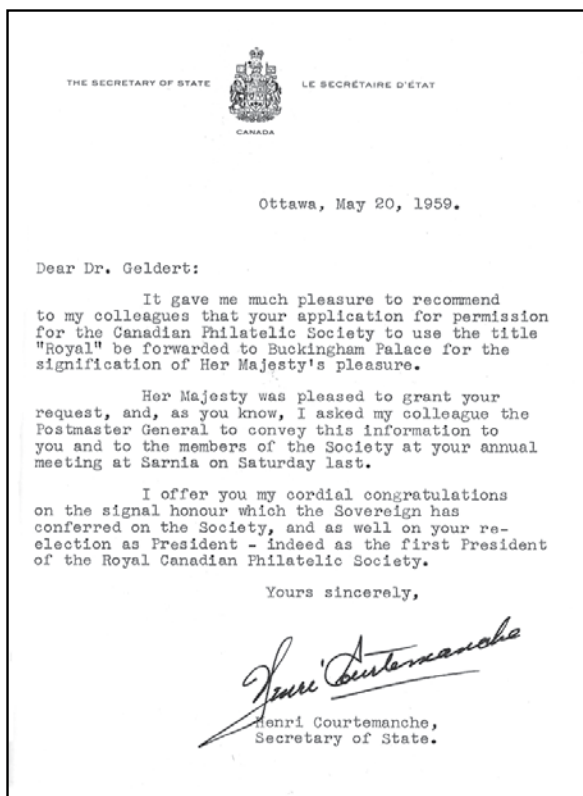 THE SECRETARY OF STATE
LE SECRÉTAIRE D'ÉTAT
CANADA
Ottawa, May 20, 1959.
Dear Dr. Geldert:
It gave me much pleasure to recommend
to my colleagues that your application for permission
for the Canadian Philatelic Society to use the title
"Royal" be forwarded to Buckingham Palace for the
signification of Her Majesty's pleasure.
Her Majesty was pleased to grant your
request, and, as you know, I asked my colleague the
Postmaster General to convey this information to
you and to the members of the Society at your annual
meeting at Sarnia on Saturday last.
I offer you my cordial congratulations
on the signal honour which the Sovereign has
conferred on the Society, and as well on your re-
election as President - indeed as the first President
of the Royal Canadian Philatelic Society.
Yours sincerely,
Henri Courtemanche
Henri Courtemanche,
Secretary of State.